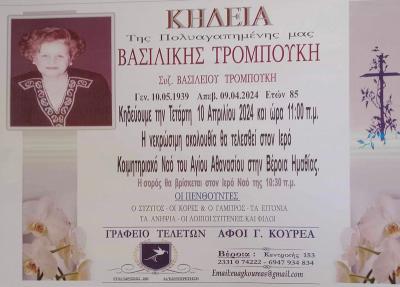 ΚΗΔΕΙΑ
Της Πολυαγαπημένης μας
ΒΑΣΙΛΙΚΗΣ ΤΡΟΜΠΟΥΚΗ
Συζ. ΒΑΣΙΛΕΙΟΥ ΤΡΟΜΠΟΥΚΗ
Γεν. 10.05.1939 Απεβ. 09.04.2024 Ετών 85
Κηδεύουμε την Τετάρτη 10 Απριλίου 2024 και ώρα 11:00 π.μ.
Η νεκρώσιμη ακολουθία θα τελεσθεί στον Ιερό
Κοιμητηριακό Ναό του Αγίου Αθανασίου στην Βέροια Ημαθίας.
Η σορός θα βρίσκεται στον Ιερό Ναό της 10:30 π.μ.
ΟΙ ΠΕΝΘΟΥΝΤΕΣ
Ο ΣΥΖΥΓΟΣ - ΟΙ ΚΟΡΕΣ & Ο ΓΑΜΠΡΟΣ - ΤΑ ΕΓΓΟΝΙΑ
ΤΑ ΑΝΗΨΙΑ - ΟΙ ΛΟΙΠΟΙ ΣΥΓΓΕΝΕΙΣ ΚΑΙ ΦΙΛΟΙ
ΓΡΑΦΕΙΟ ΤΕΛΕΤΩΝ ΑΦΟΙ Γ. ΚΟΥΡΕΑ
Βέροια: Κεντρικής 153
2331 0 74222 - 6947 934 834
Email:euagkoureas@gmail.com